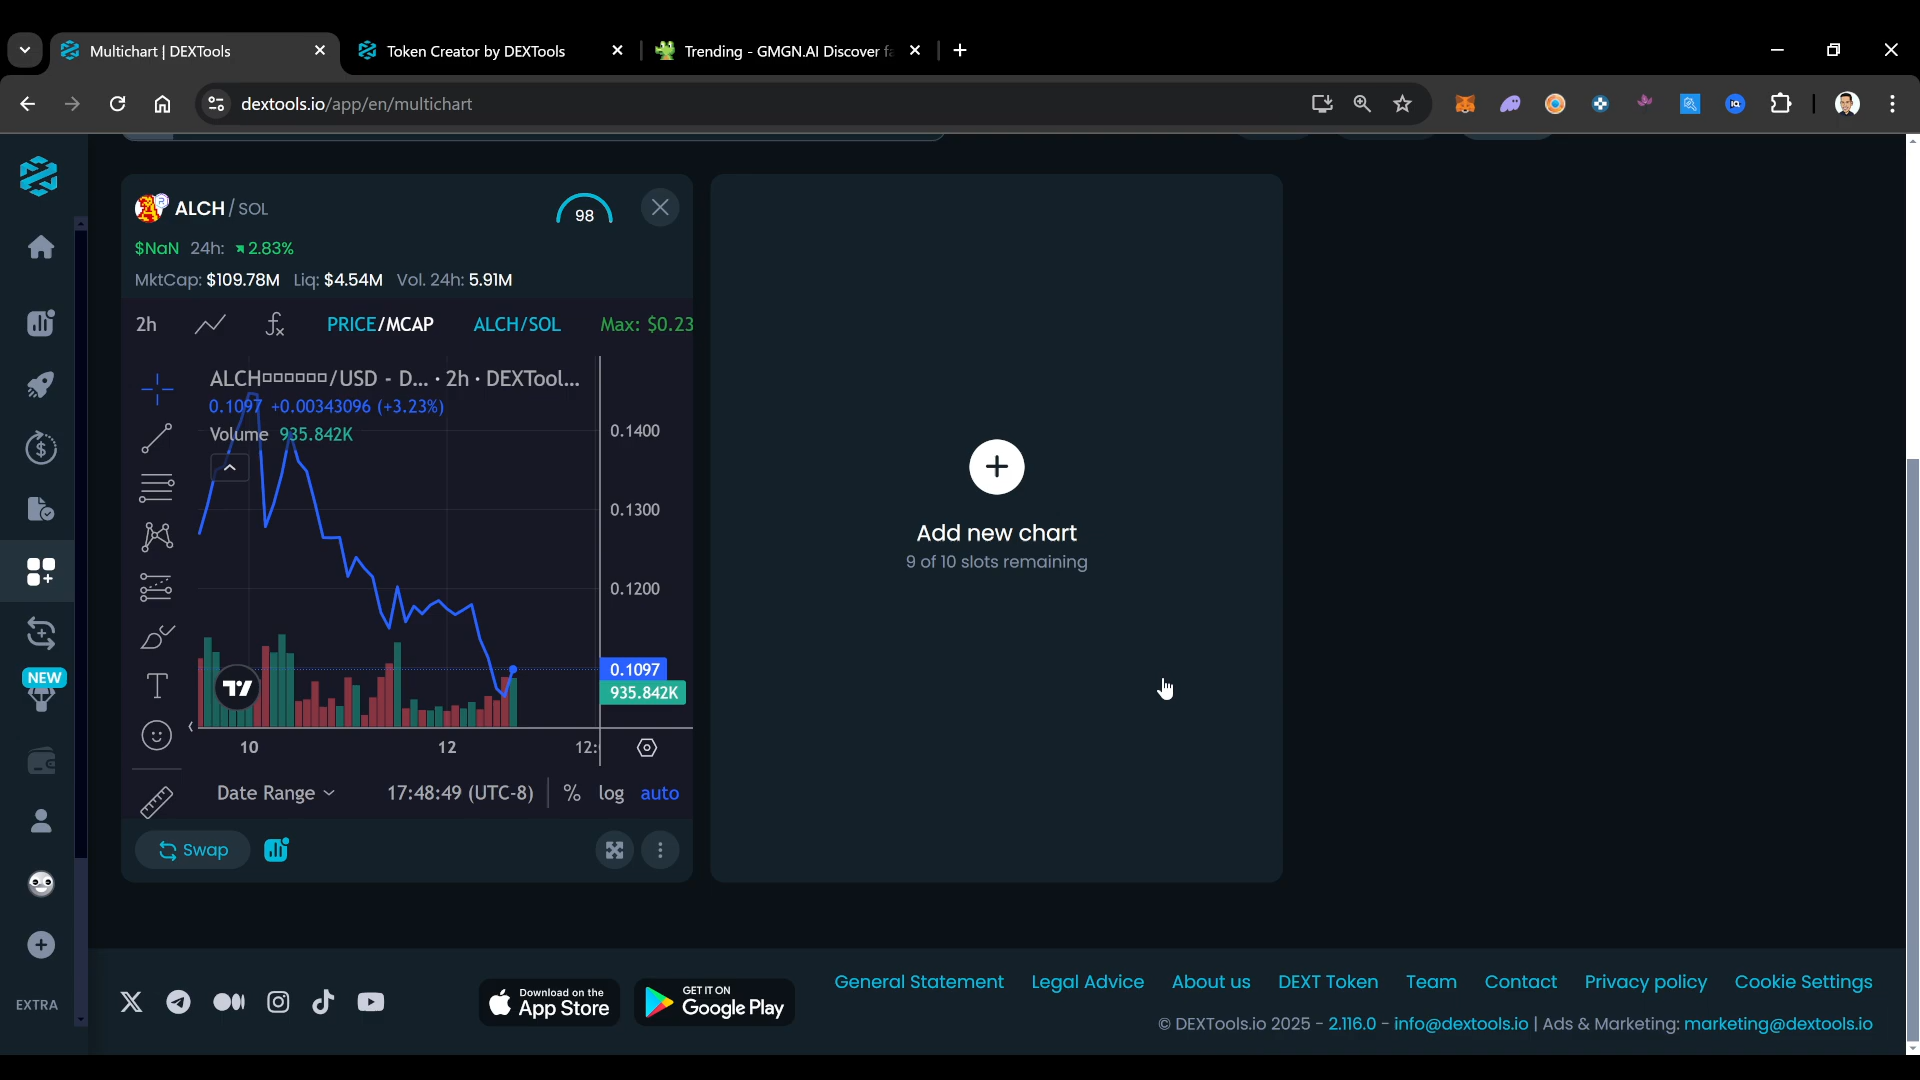 Multichart | DEXTools
Token Creator by DEXTools
Trending - GMGN.AI Discover fa
dextools.io/app/en/multichart
ALCH / SOL
98
$NaN 24h: 2.83%
MktCap: $109.78M Liq: $4.54M Vol. 24h: 5.91M
2h
PRICE/MCAP
ALCH/SOL
Max: $0.23
ALCH□□□□□□/USD - D... · 2h · DEXTool...
0.1097 +0.00343096 (+3.23%)
Volume 935.842K
0.1400
0.1300
0.1200
0.1097
935.842K
10
12
12:
Date Range
17:48:49 (UTC-8)
%
log
auto
Swap
Add new chart
9 of 10 slots remaining
NEW
EXTRA
Download on the
App Store
GET IT ON
Google Play
General Statement
Legal Advice
About us
DEXT Token
Team
Contact
Privacy policy
Cookie Settings
© DEXTools.io 2025 - 2.116.0 - info@dextools.io | Ads & Marketing: marketing@dextools.io